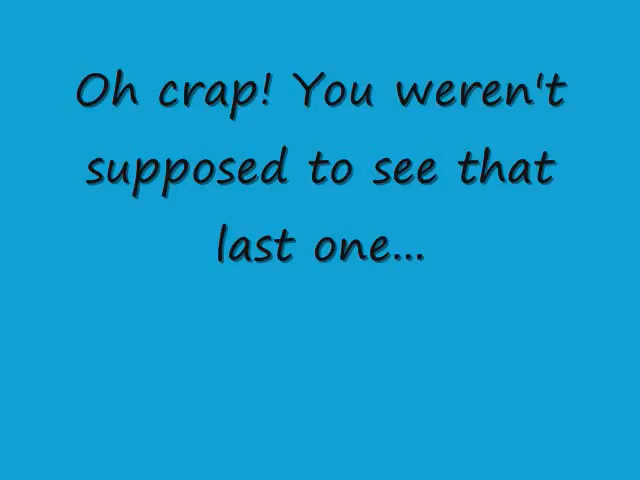 Oh crap! You weren't
supposed to see that
last one...